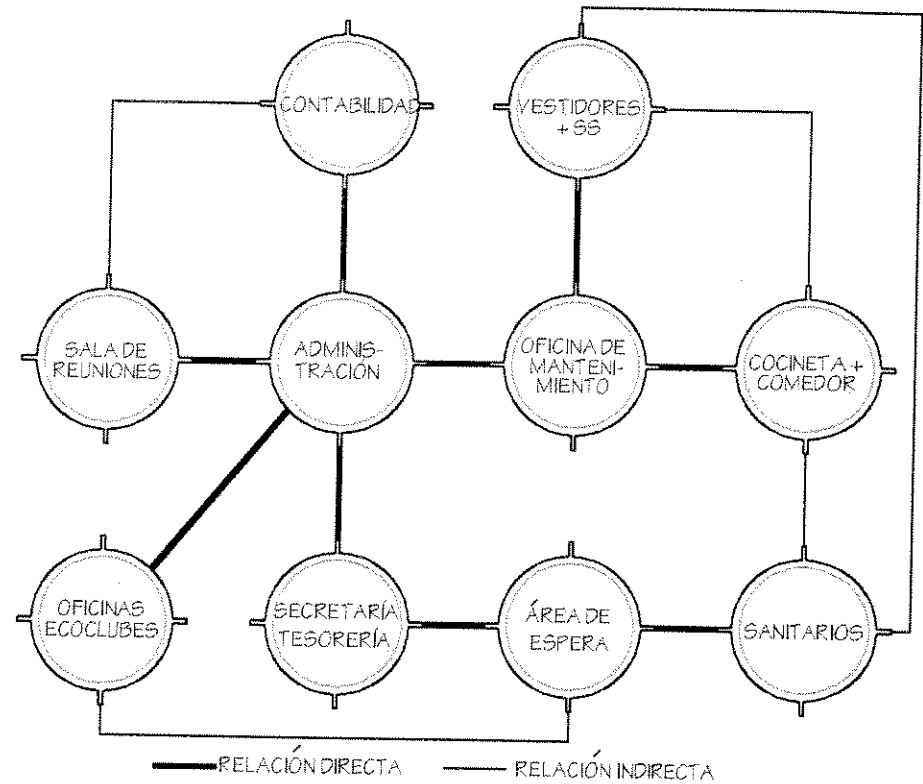 CONTABILIDAD
VESTIDORES
+ SS
SALA DE
REUNIONES
ADMINIS-
TRACIÓN
OFICINA DE
MANTENI-
MIENTO
COCINETA +
COMEDOR
OFICINAS
ECOCLUBES
SECRETARÍA
TESORERÍA
ÁREA DE
ESPERA
SANITARIOS
RELACIÓN DIRECTA
RELACIÓN INDIRECTA